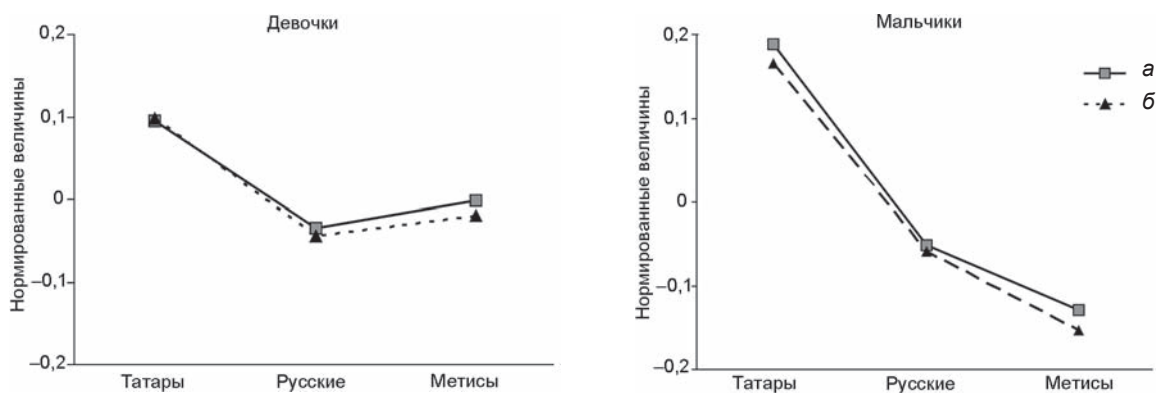 Девочки
Нормированные величины
0,2
0,1
0
–0,1
–0,2
Татары Русские Метисы
Мальчики
Нормированные величины
0,2
0,1
0
–0,1
–0,2
Татары Русские Метисы
а
б